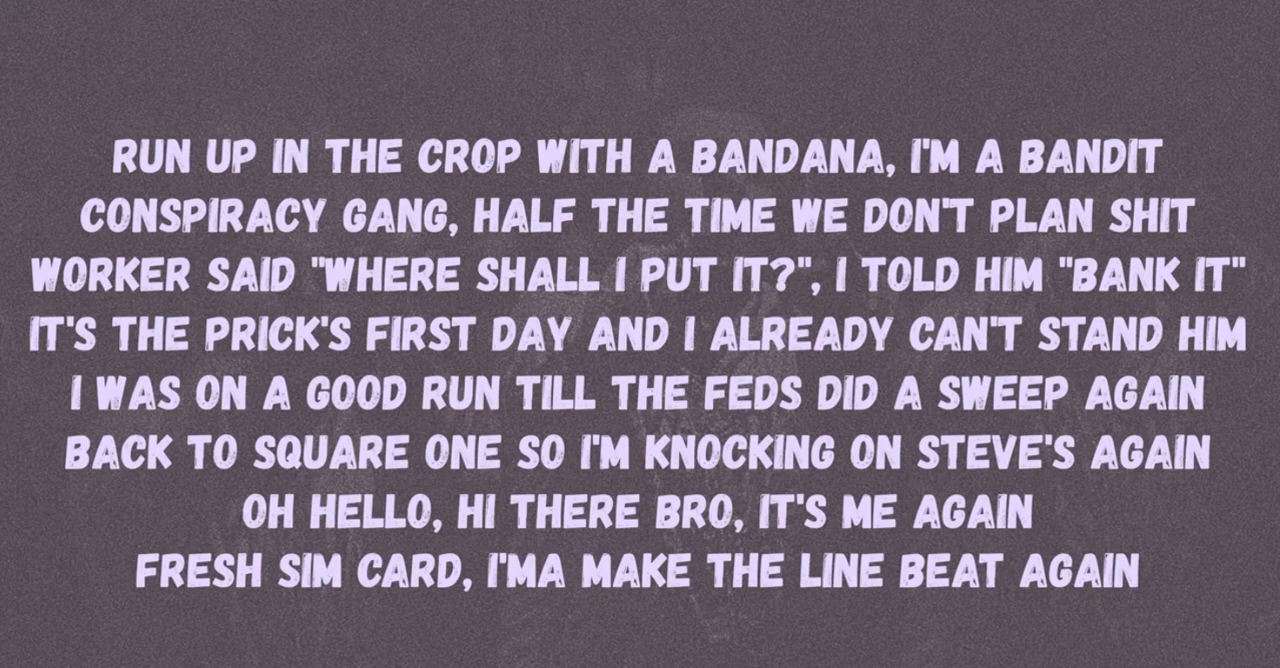 RUN UP IN THE CROP WITH A BANDANA, I'M A BANDIT
CONSPIRACY GANG, HALF THE TIME WE DON'T PLAN SHIT
WORKER SAID "WHERE SHALL I PUT IT?", I TOLD HIM "BANK IT"
IT'S THE PRICK'S FIRST DAY AND I ALREADY CAN'T STAND HIM
I WAS ON A GOOD RUN TILL THE FEDS DID A SWEEP AGAIN
BACK TO SQUARE ONE SO I'M KNOCKING ON STEVE'S AGAIN
OH HELLO, HI THERE BRO, IT'S ME AGAIN
FRESH SIM CARD, I'MA MAKE THE LINE BEAT AGAIN